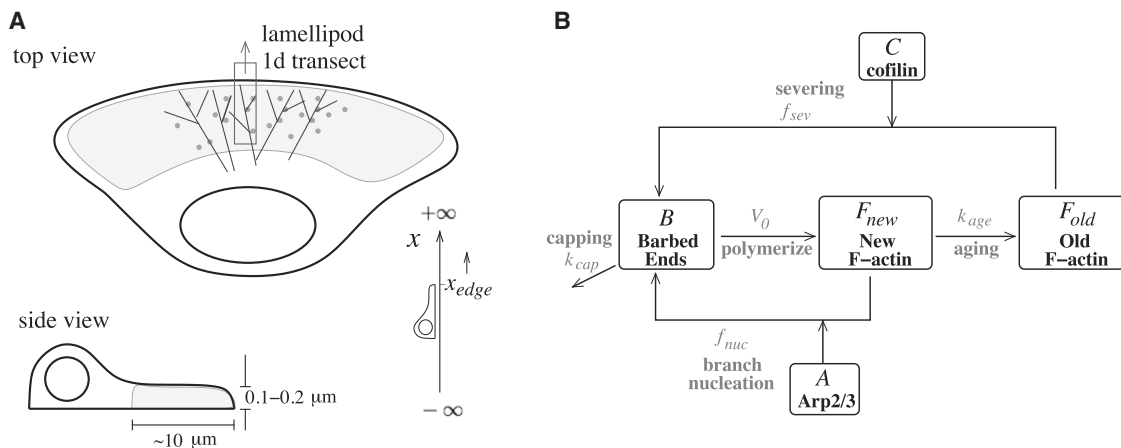 A
top view
lamellipod
1d transect
+∞
x
x_edge
− ∞
side view
0.1–0.2 μm
~10 μm
B
C
cofilin
severing
f_sev
B
Barbed
Ends
V_0
polymerize
F_new
New
F–actin
k_age
aging
F_old
Old
F–actin
capping
k_cap
f_nuc
branch
nucleation
A
Arp2/3